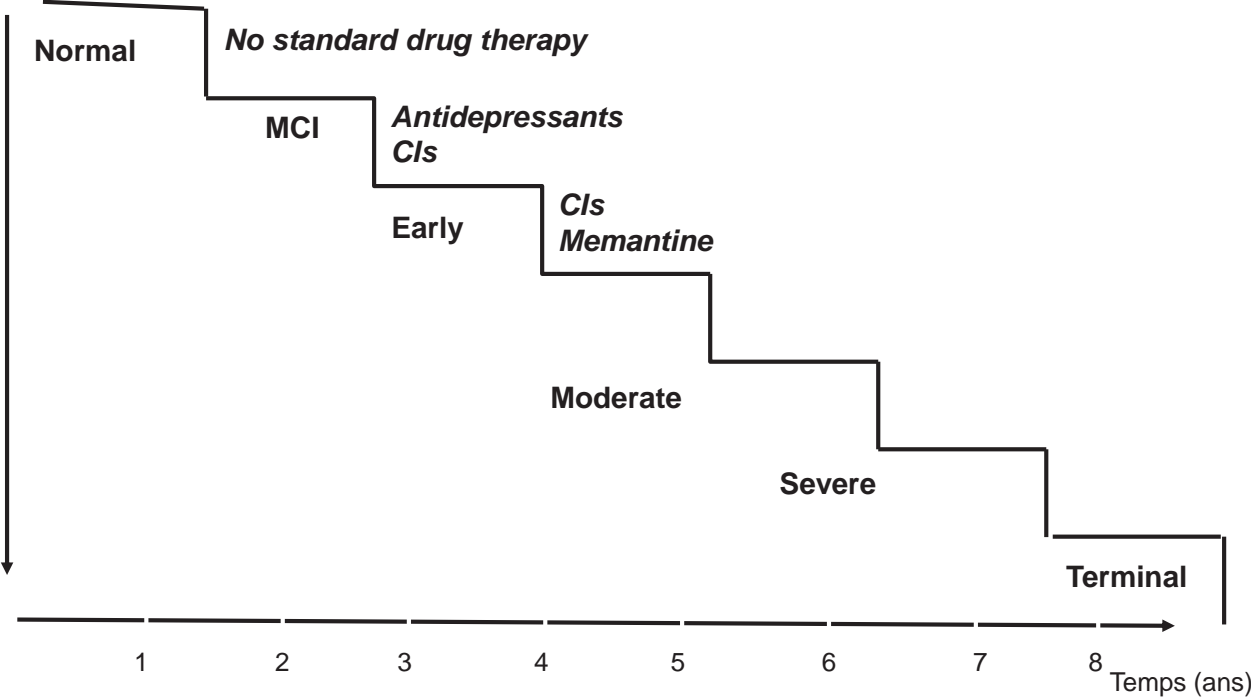 Normal
No standard drug therapy
MCI
Antidepressants
CIs
Early
CIs
Memantine
Moderate
Severe
Terminal
1 2 3 4 5 6 7 8
Temps (ans)